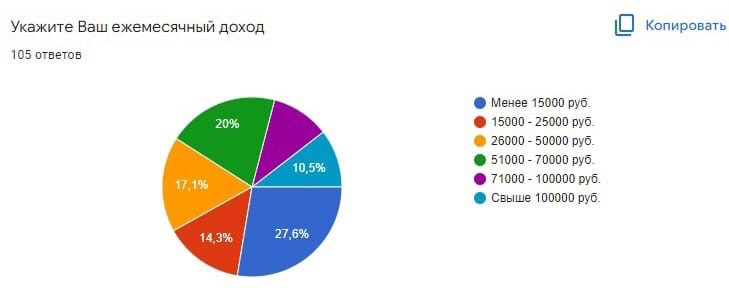 Укажите Ваш ежемесячный доход
Копировать
105 ответов
20%
10,5%
17,1%
14,3%
27,6%
Менее 15000 руб.
15000 - 25000 руб.
26000 - 50000 руб.
51000 - 70000 руб.
71000 - 100000 руб.
Свыше 100000 руб.